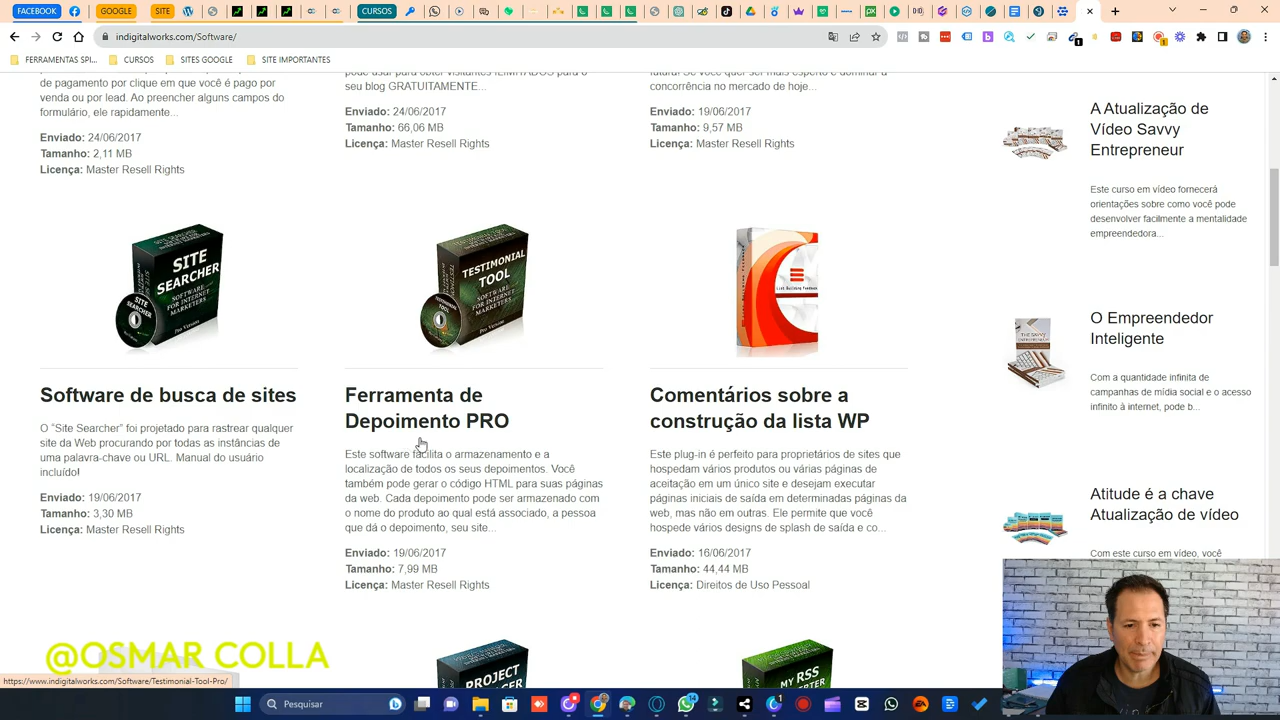 FACEBOOK
GOOGLE
SITE
CURSOS
indigitalworks.com/Software/
FERRAMENTAS SPI...
CURSOS
SITES GOOGLE
SITE IMPORTANTES
de pagamento por clique em que você é pago por
venda ou por lead. Ao preencher alguns campos do
formulário, ele rapidamente...
Enviado: 24/06/2017
Tamanho: 2,11 MB
Licença: Master Resell Rights
seu blog GRATUITAMENTE...
Enviado: 24/06/2017
Tamanho: 66,06 MB
Licença: Master Resell Rights
concorrência no mercado de hoje...
Enviado: 19/06/2017
Tamanho: 9,57 MB
Licença: Master Resell Rights
A Atualização de
Vídeo Savvy
Entrepreneur
Este curso em vídeo fornecerá
orientações sobre como você pode
desenvolver facilmente a mentalidade
empreendedora...
SITE
SEARCHER
SOFTWARE
FOR INTERNET
MARKETERS
Pro Version
TESTIMONIAL
TOOL
SOFTWARE
FOR INTERNET
MARKETERS
Pro Version
Software de busca de sites
O “Site Searcher” foi projetado para rastrear qualquer
site da Web procurando por todas as instâncias de
uma palavra-chave ou URL. Manual do usuário
incluído!
Enviado: 19/06/2017
Tamanho: 3,30 MB
Licença: Master Resell Rights
Ferramenta de
Depoimento PRO
Este software facilita o armazenamento e a
localização de todos os seus depoimentos. Você
também pode gerar o código HTML para suas páginas
da web. Cada depoimento pode ser armazenado com
o nome do produto ao qual está associado, a pessoa
que dá o depoimento, seu site...
Enviado: 19/06/2017
Tamanho: 7,99 MB
Licença: Master Resell Rights
Comentários sobre a
construção da lista WP
Este plug-in é perfeito para proprietários de sites que
hospedam vários produtos ou várias páginas de
aceitação em um único site e desejam executar
páginas iniciais de saída em determinadas páginas da
web, mas não em outras. Ele permite que você
hospede vários designs de splash de saída e co...
Enviado: 16/06/2017
Tamanho: 44,44 MB
Licença: Direitos de Uso Pessoal
O Empreendedor
Inteligente
Com a quantidade infinita de
campanhas de mídia social e o acesso
infinito à internet, pode b...
Atitude é a chave
Atualização de vídeo
Com este curso em vídeo, você
PROJECT
MY RSS
@OSMAR COLLA
https://www.indigitalworks.com/Software/Testimonial-Tool-Pro/
Pesquisar